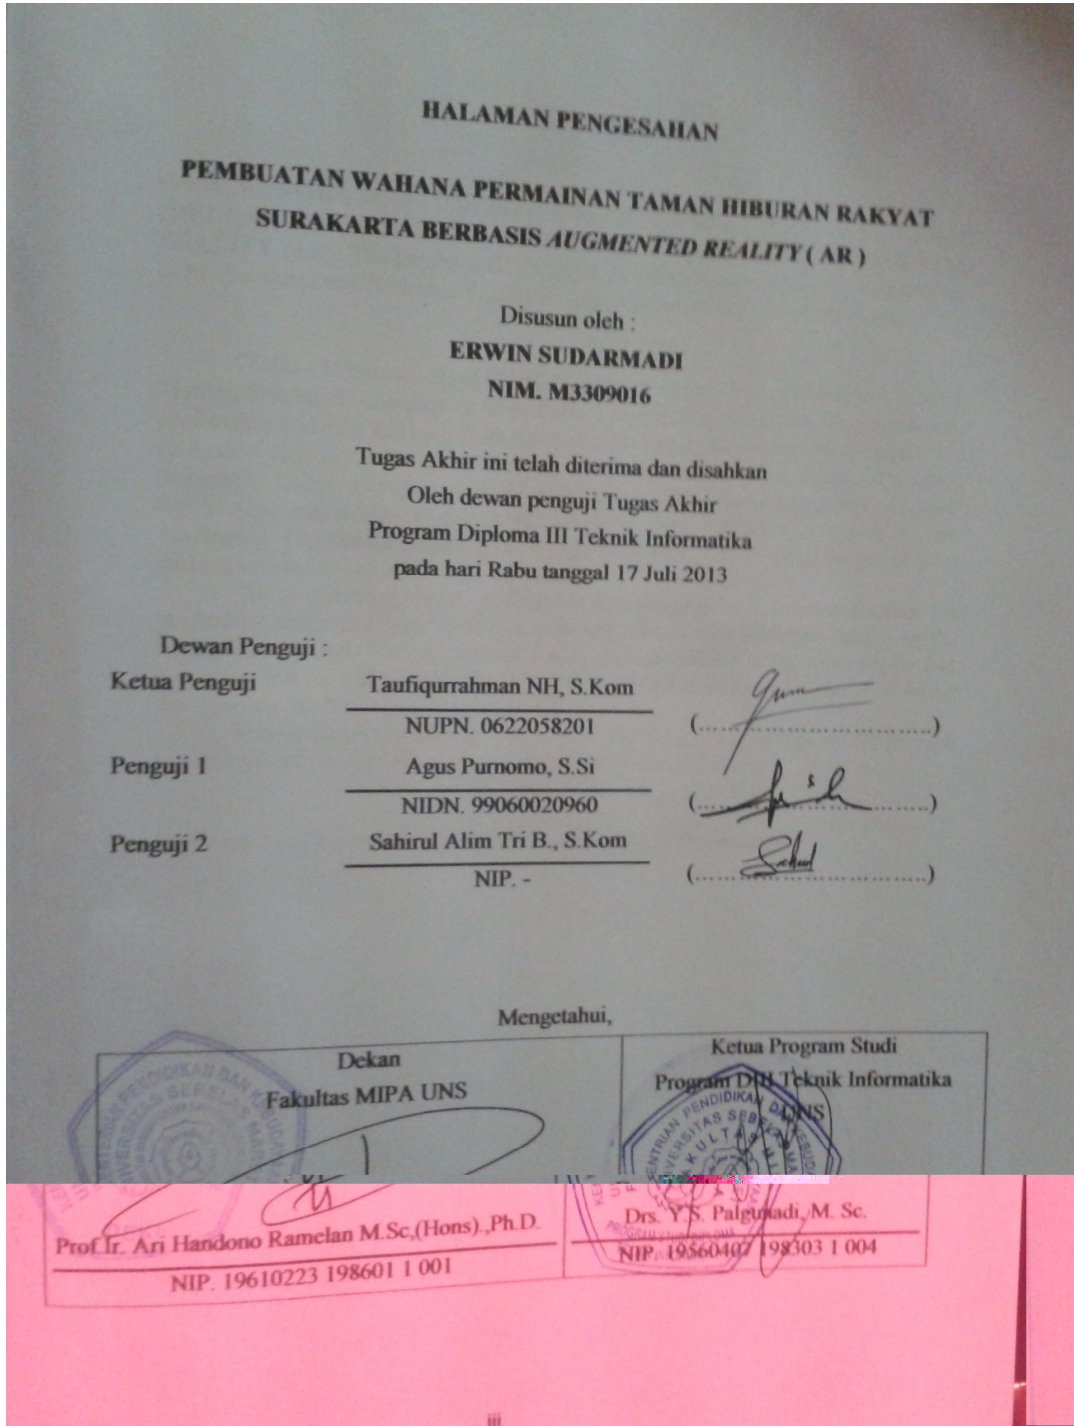 HALAMAN PENGESAHAN
PEMBUATAN WAHANA PERMAINAN TAMAN HIBURAN RAKYAT
SURAKARTA BERBASIS AUGMENTED REALITY ( AR )
Disusun oleh :
ERWIN SUDARMADI
NIM. M3309016
Tugas Akhir ini telah diterima dan disahkan
Oleh dewan penguji Tugas Akhir
Program Diploma III Teknik Informatika
pada hari Rabu tanggal 17 Juli 2013
Dewan Penguji :
Ketua Penguji Taufiqurrahman NH, S.Kom
NUPN. 0622058201 (................................)
Penguji 1 Agus Purnomo, S.Si
NIDN. 99060020960 (................................)
Penguji 2 Sahirul Alim Tri B., S.Kom
NIP. - (................................)
Mengetahui,
Dekan
Fakultas MIPA UNS
Prof.Ir. Ari Handono Ramelan M.Sc,(Hons).,Ph.D.
NIP. 19610223 198601 1 001
Ketua Program Studi
Program DIII Teknik Informatika
UNS
Drs. Y.S. Palgunadi, M. Sc.
NIP. 19560407 198303 1 004
iii